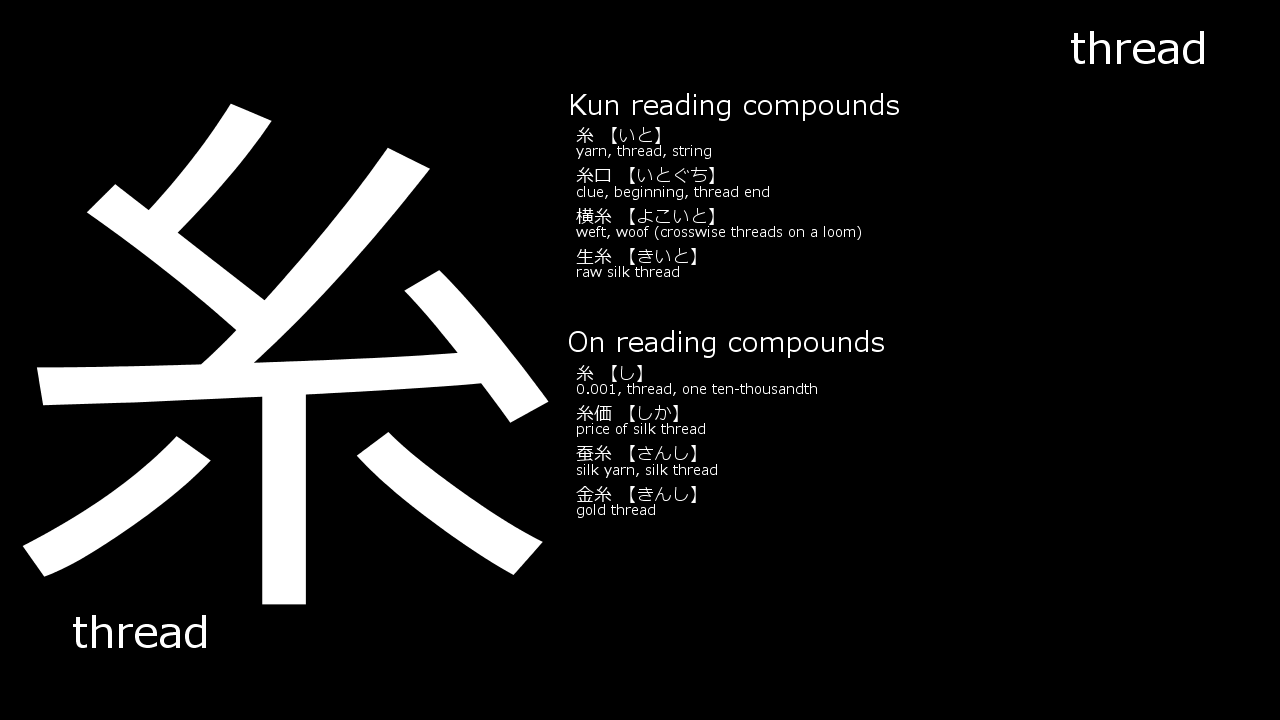 thread
糸
Kun reading compounds
糸 【いと】
yarn, thread, string
糸口 【いとぐち】
clue, beginning, thread end
横糸 【よこいと】
weft, woof (crosswise threads on a loom)
生糸 【きいと】
raw silk thread
On reading compounds
糸 【し】
0.001, thread, one ten-thousandth
糸価 【しか】
price of silk thread
蚕糸 【さんし】
silk yarn, silk thread
金糸 【きんし】
gold thread
thread